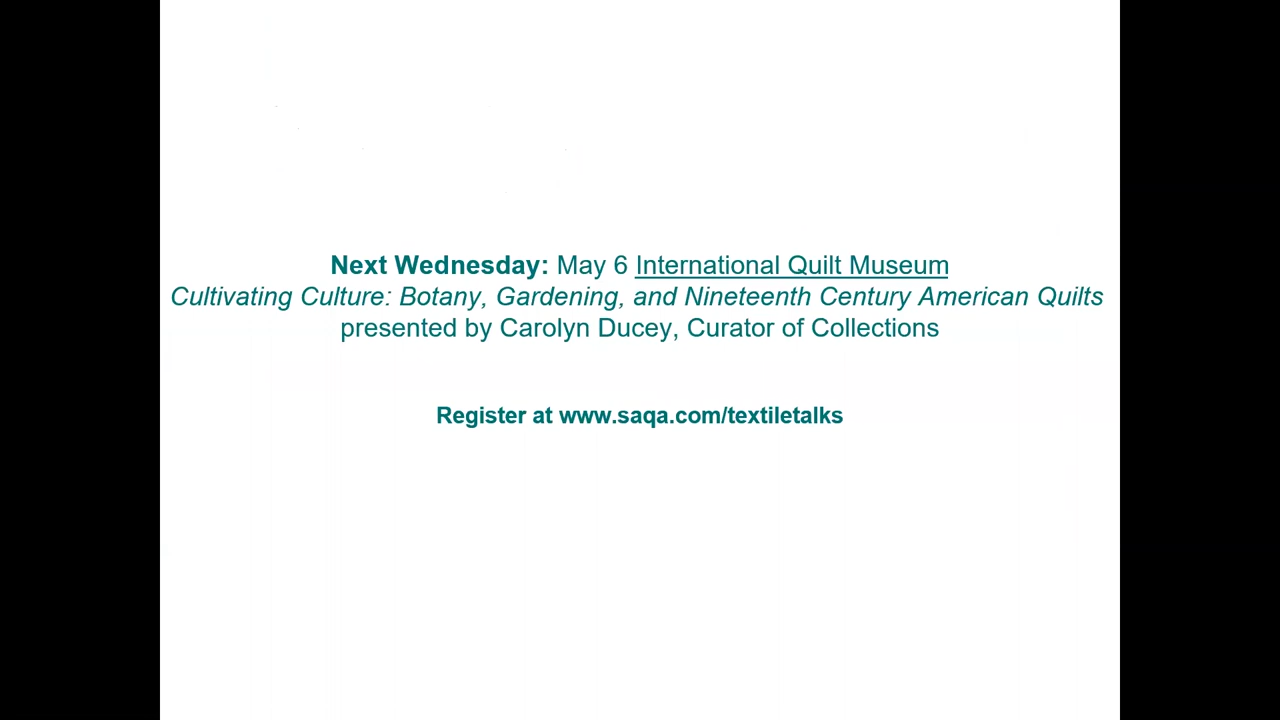 Next Wednesday: May 6 International Quilt Museum
Cultivating Culture: Botany, Gardening, and Nineteenth Century American Quilts
presented by Carolyn Ducey, Curator of Collections
Register at www.saqa.com/textiletalks